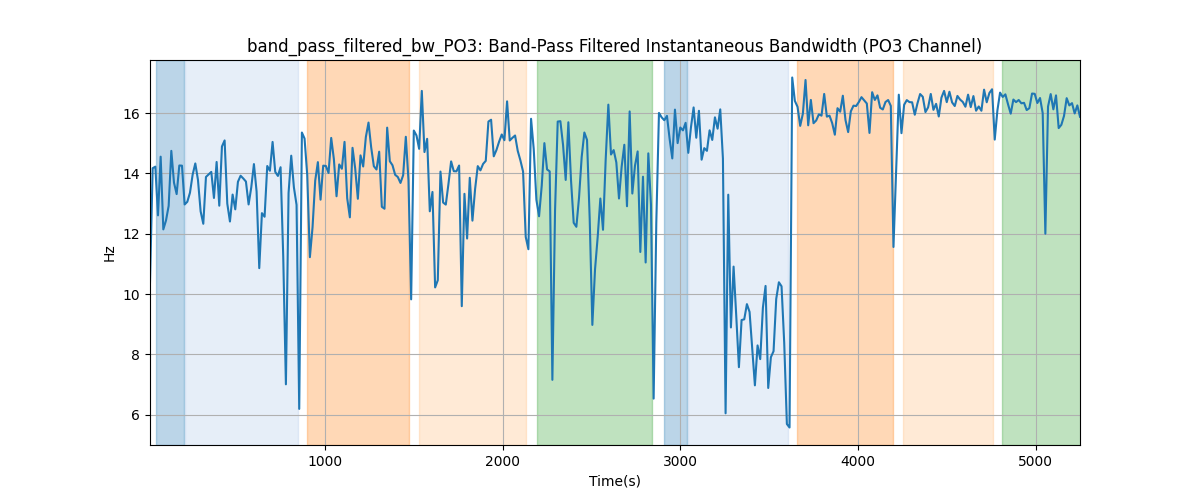 band_pass_filtered_bw_PO3: Band-Pass Filtered Instantaneous Bandwidth (PO3 Channel)
16
14
12
10
8
6
Hz
1000 2000 3000 4000 5000
Time(s)